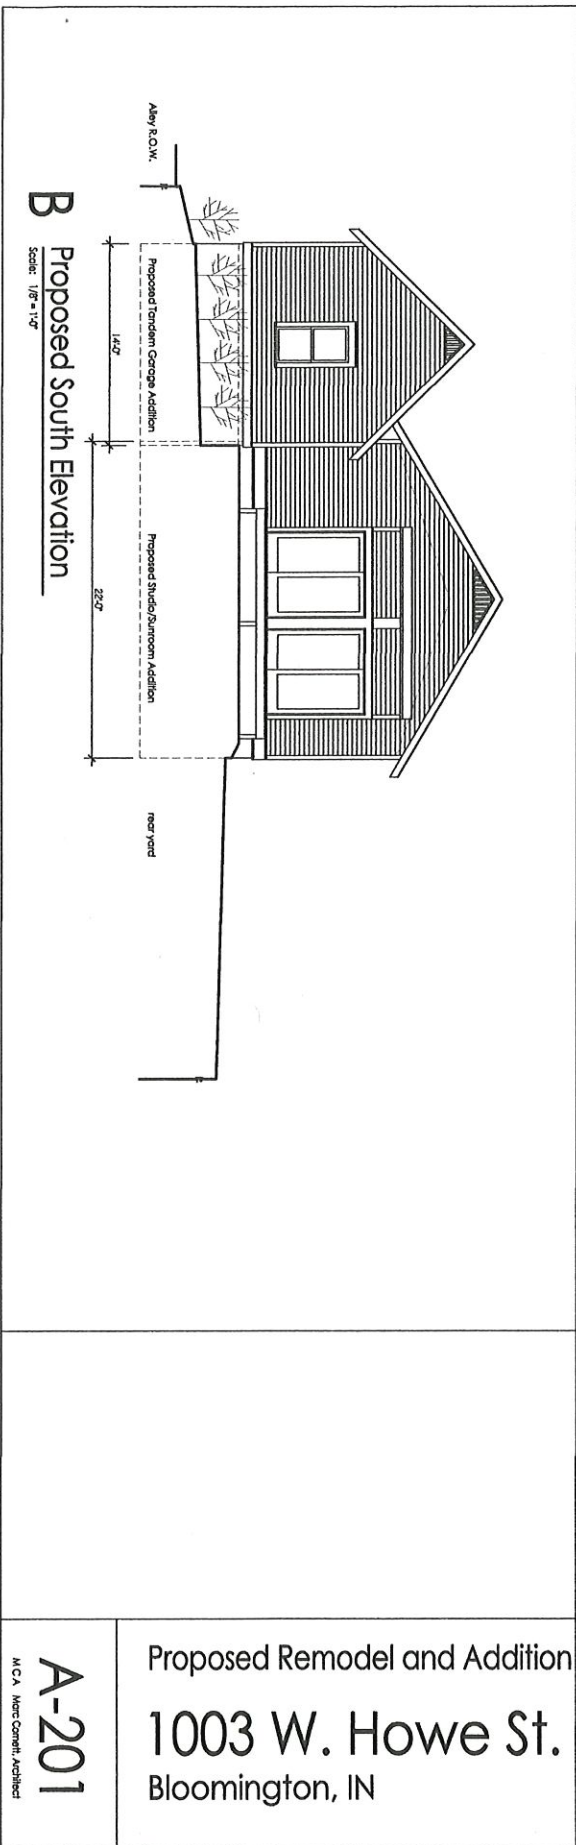 Alley R.O.W.
Proposed Tandem Garage Addition
Proposed Studio/Sunroom Addition
rear yard
14'-0"
22'-0"
B
Proposed South Elevation
Scale: 1/8" = 1'-0"
Proposed Remodel and Addition
1003 W. Howe St.
Bloomington, IN
A-201
MCA Marc Cornett, Architect